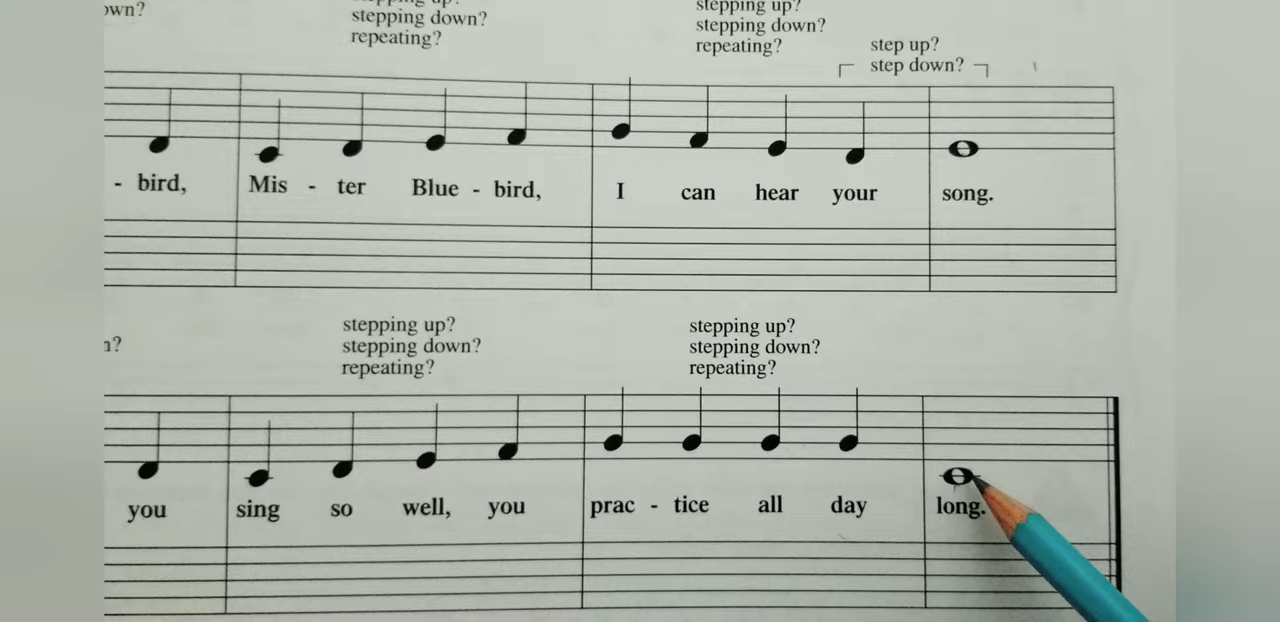 own?
stepping up?
stepping down?
repeating?
stepping up?
stepping down?
repeating?
step up?
step down?
- bird, Mis - ter Blue - bird, I can hear your song.
stepping up?
stepping down?
repeating?
stepping up?
stepping down?
repeating?
you sing so well, you prac - tice all day long.